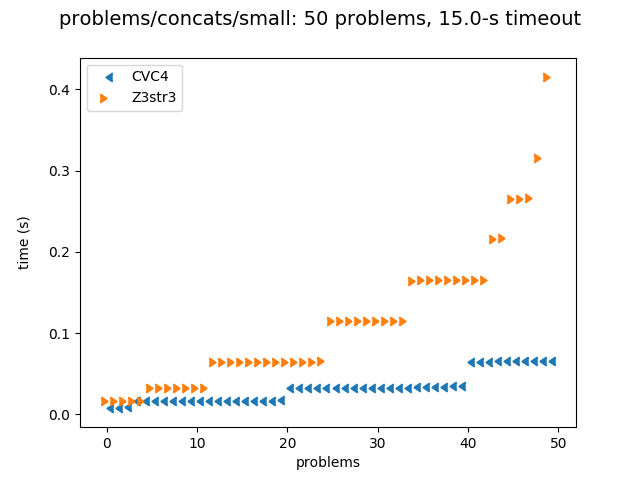 problems/concats/small: 50 problems, 15.0-s timeout
CVC4
Z3str3
0.4
0.3
0.2
0.1
0.0
time (s)
0 10 20 30 40 50
problems